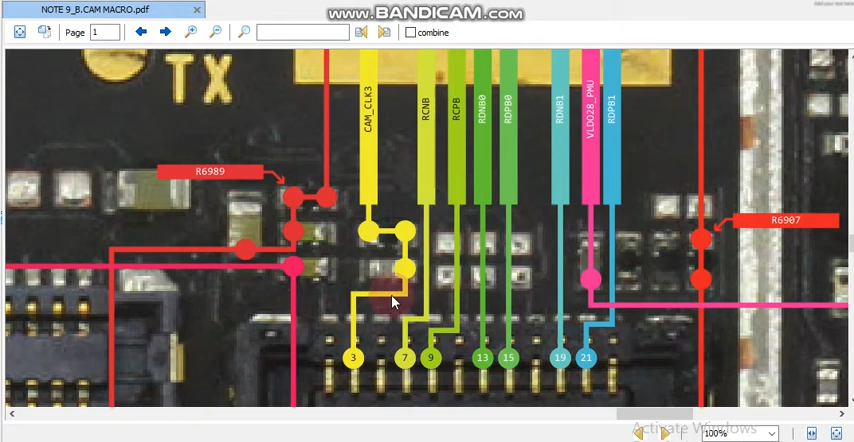 NOTE 9_B.CAM MACRO.pdf
www.BANDICAM.com
Page
1
combine
TX
CAM_CLK3
RCNB
RCPB
RDNB0
RDPB0
RDNB1
VLDO28_PMU
RDPB1
R6989
R6907
3
7
9
13
15
19
21
Activate Windows
100%